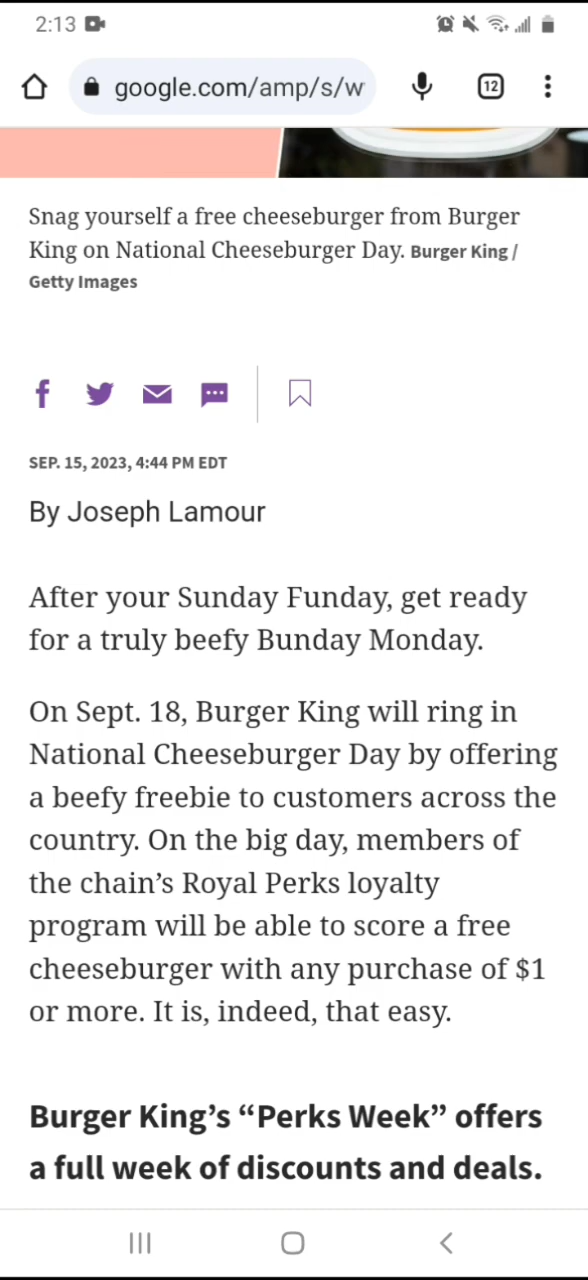 2:13
google.com/amp/s/w
12
Snag yourself a free cheeseburger from Burger
King on National Cheeseburger Day. Burger King /
Getty Images
SEP. 15, 2023, 4:44 PM EDT
By Joseph Lamour
After your Sunday Funday, get ready
for a truly beefy Bunday Monday.
On Sept. 18, Burger King will ring in
National Cheeseburger Day by offering
a beefy freebie to customers across the
country. On the big day, members of
the chain’s Royal Perks loyalty
program will be able to score a free
cheeseburger with any purchase of $1
or more. It is, indeed, that easy.
Burger King’s “Perks Week” offers
a full week of discounts and deals.